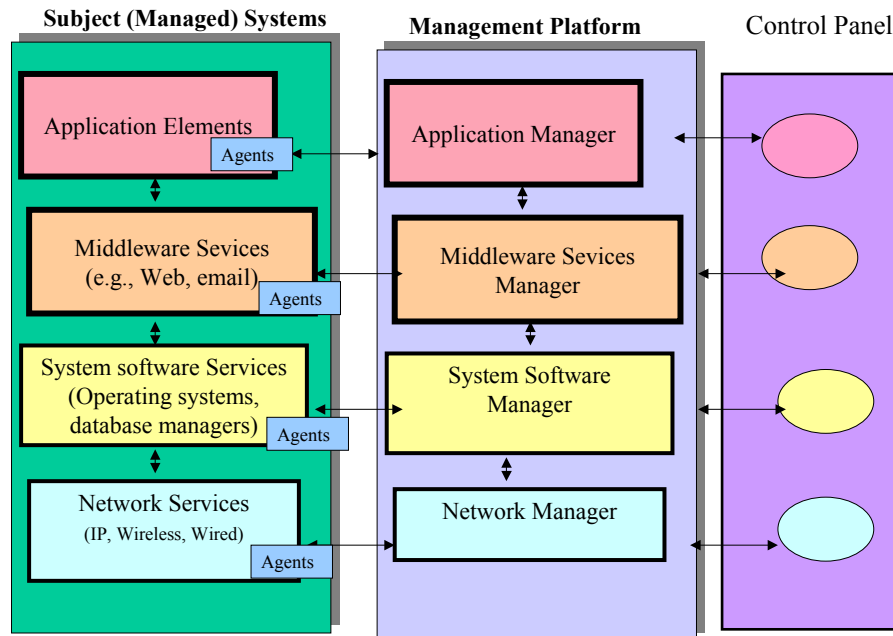 Subject (Managed) Systems
Management Platform
Control Panel
Application Elements
Agents
Application Manager
Middleware Sevices
(e.g., Web, email)
Agents
Middleware Sevices
Manager
System software Services
(Operating systems,
database managers)
Agents
System Software
Manager
Network Services
(IP, Wireless, Wired)
Agents
Network Manager